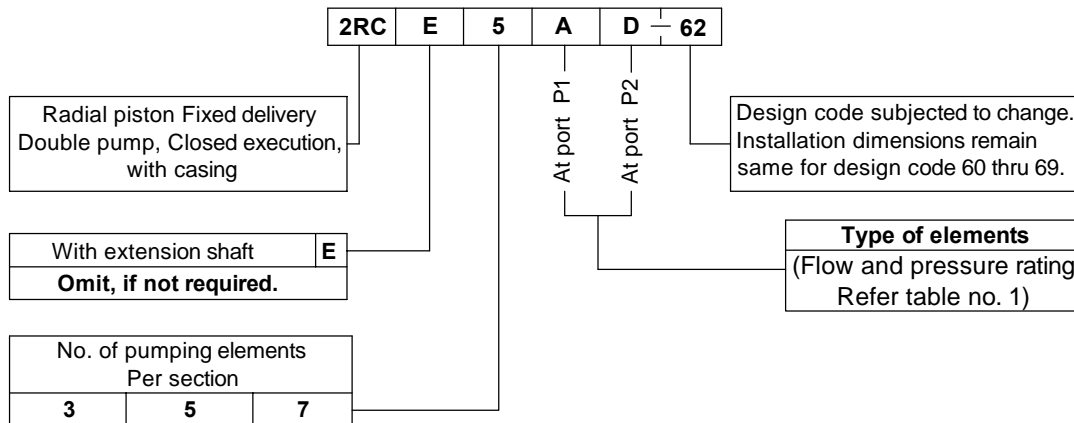 2RC E 5 A D - 62
At port P1
At port P2
Radial piston Fixed delivery
Double pump, Closed execution,
with casing
Design code subjected to change.
Installation dimensions remain
same for design code 60 thru 69.
With extension shaft E
Omit, if not required.
Type of elements
(Flow and pressure rating
Refer table no. 1)
No. of pumping elements
Per section
3 5 7